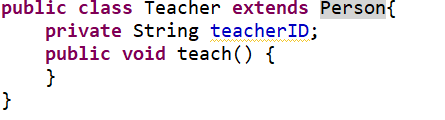 public class Teacher extends Person{
    private String teacherID;
    public void teach() {
    }
}